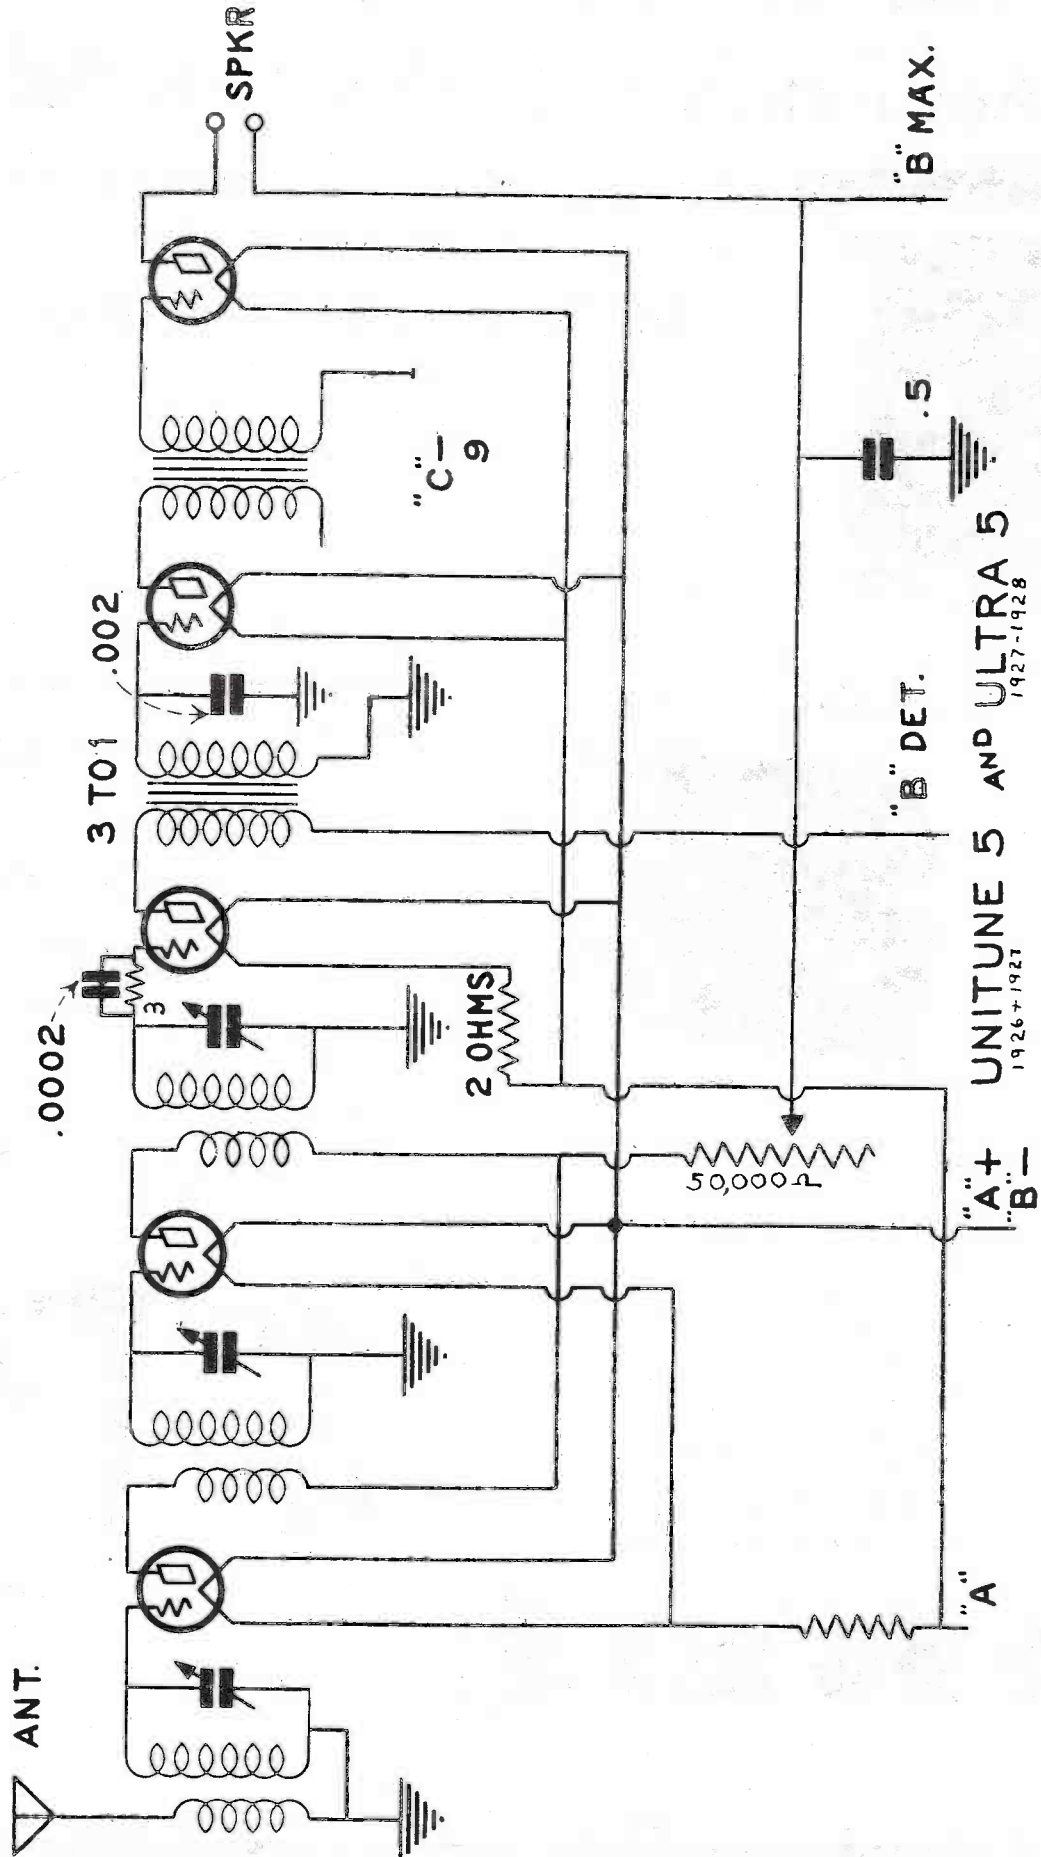 ANT.
.0002
3
3 TO 1
.002
SPKR
"C-
9
2 OHMS
50,000Ω
.5
"A"
"A"+
"B"-
"B" DET.
"B" MAX.
UNITUNE 5 AND ULTRA 5
1926+1927 1927-1928